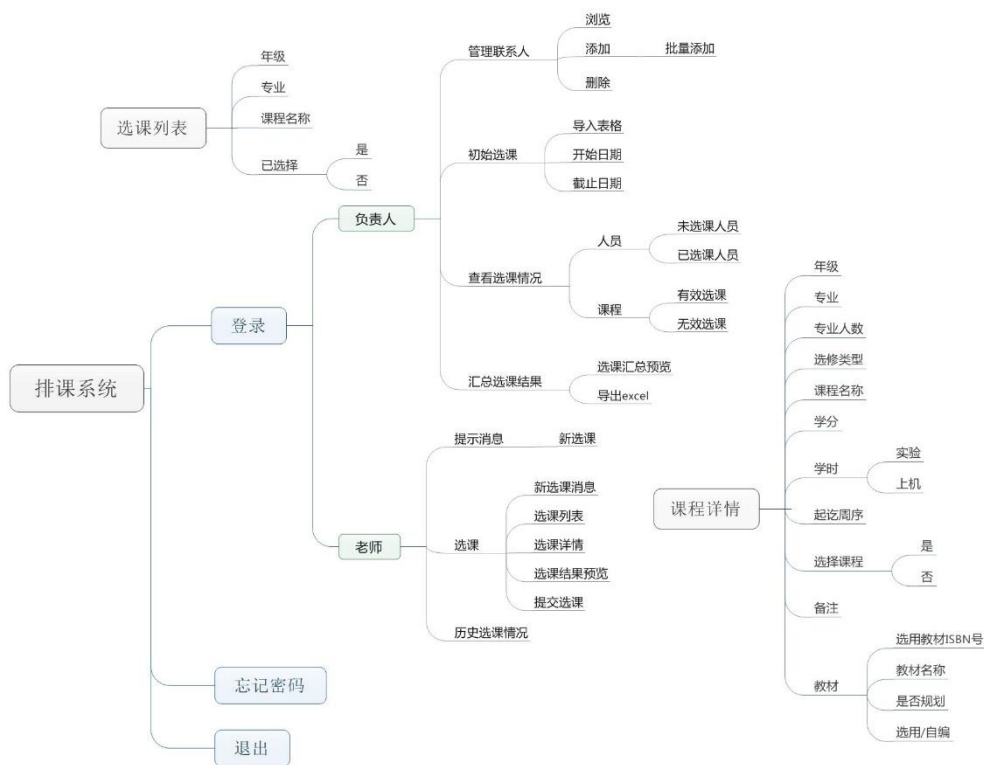 选课列表
年级
专业
课程名称
已选择
是
否
排课系统
登录
负责人
管理联系人
浏览
添加
批量添加
删除
初始选课
导入表格
开始日期
截止日期
查看选课情况
人员
未选课人员
已选课人员
课程
有效选课
无效选课
汇总选课结果
选课汇总预览
导出excel
老师
提示消息
新选课
选课
新选课消息
选课列表
选课详情
选课结果预览
提交选课
历史选课情况
忘记密码
退出
课程详情
年级
专业
专业人数
选修类型
课程名称
学分
学时
实验
上机
起讫周序
选择课程
是
否
备注
教材
选用教材ISBN号
教材名称
是否规划
选用/自编